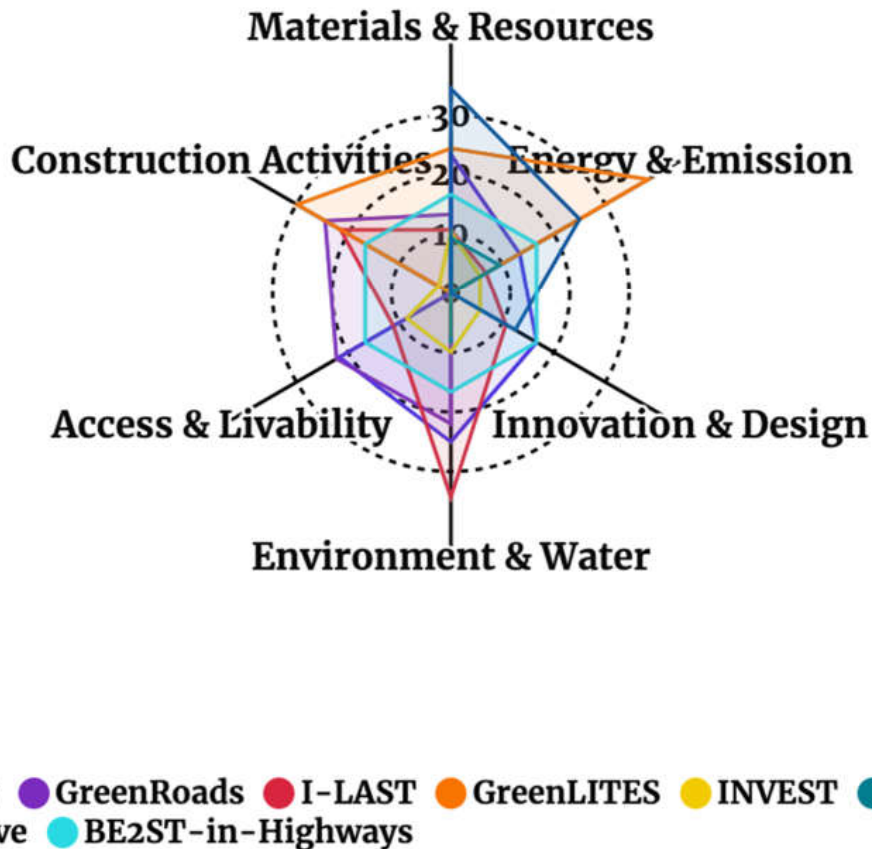 Materials & Resources
30
Construction Activities
Energy & Emission
20
10
Access & Livability
Innovation & Design
Environment & Water
GreenRoads I-LAST GreenLITES INVEST
ve BE2ST-in-Highways